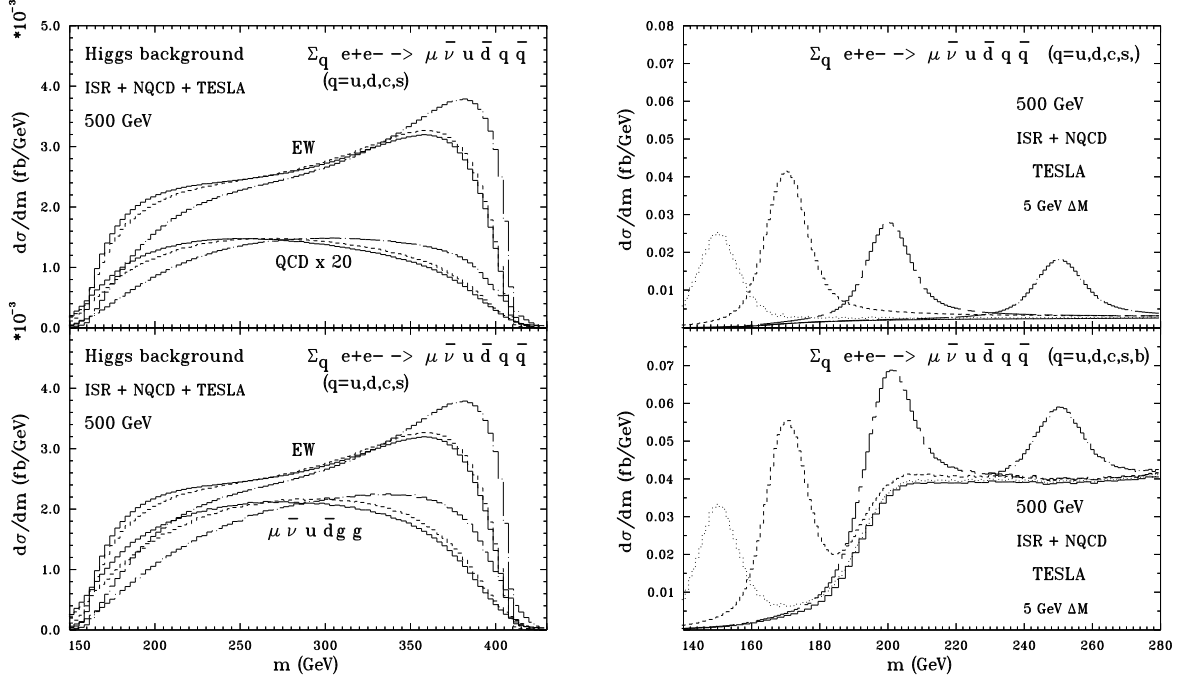 *10⁻³
5.0
4.0
3.0
2.0
1.0
0.0
dσ/dm (fb/GeV)
Higgs background
ISR + NQCD + TESLA
500 GeV
Σq e+e- -> μ ν̄ u d̄ q q̄
(q=u,d,c,s)
EW
QCD x 20
*10⁻³
4.0
3.0
2.0
1.0
0.0
dσ/dm (fb/GeV)
Higgs background
ISR + NQCD + TESLA
500 GeV
Σq e+e- -> μ ν̄ u d̄ q q̄
(q=u,d,c,s)
EW
μ ν̄ u d̄ g g
150 200 250 300 350 400
m (GeV)
0.08
0.07
0.06
0.05
0.04
0.03
0.02
0.01
dσ/dm (fb/GeV)
Σq e+e- -> μ ν̄ u d̄ q q̄ (q=u,d,c,s,)
500 GeV
ISR + NQCD
TESLA
5 GeV ΔM
0.07
0.06
0.05
0.04
0.03
0.02
0.01
dσ/dm (fb/GeV)
Σq e+e- -> μ ν̄ u d̄ q q̄ (q=u,d,c,s,b)
500 GeV
ISR + NQCD
TESLA
5 GeV ΔM
140 160 180 200 220 240 260 280
m (GeV)